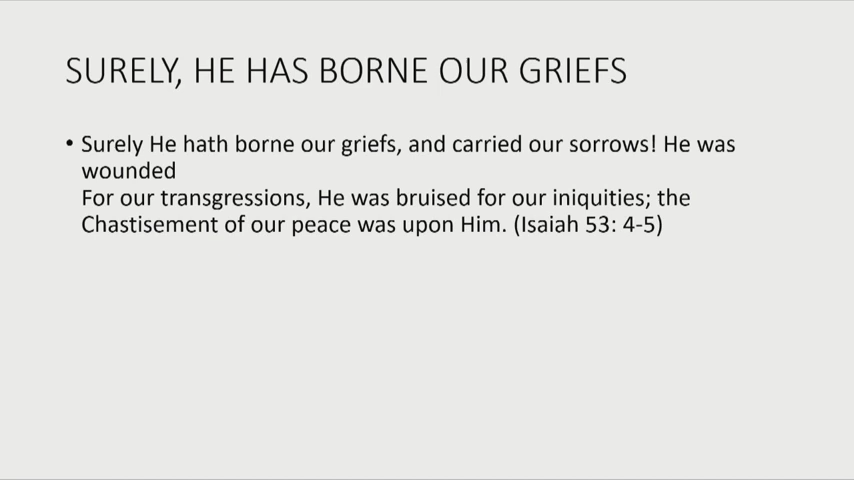 SURELY, HE HAS BORNE OUR GRIEFS
• Surely He hath borne our griefs, and carried our sorrows! He was
wounded
For our transgressions, He was bruised for our iniquities; the
Chastisement of our peace was upon Him. (Isaiah 53: 4-5)